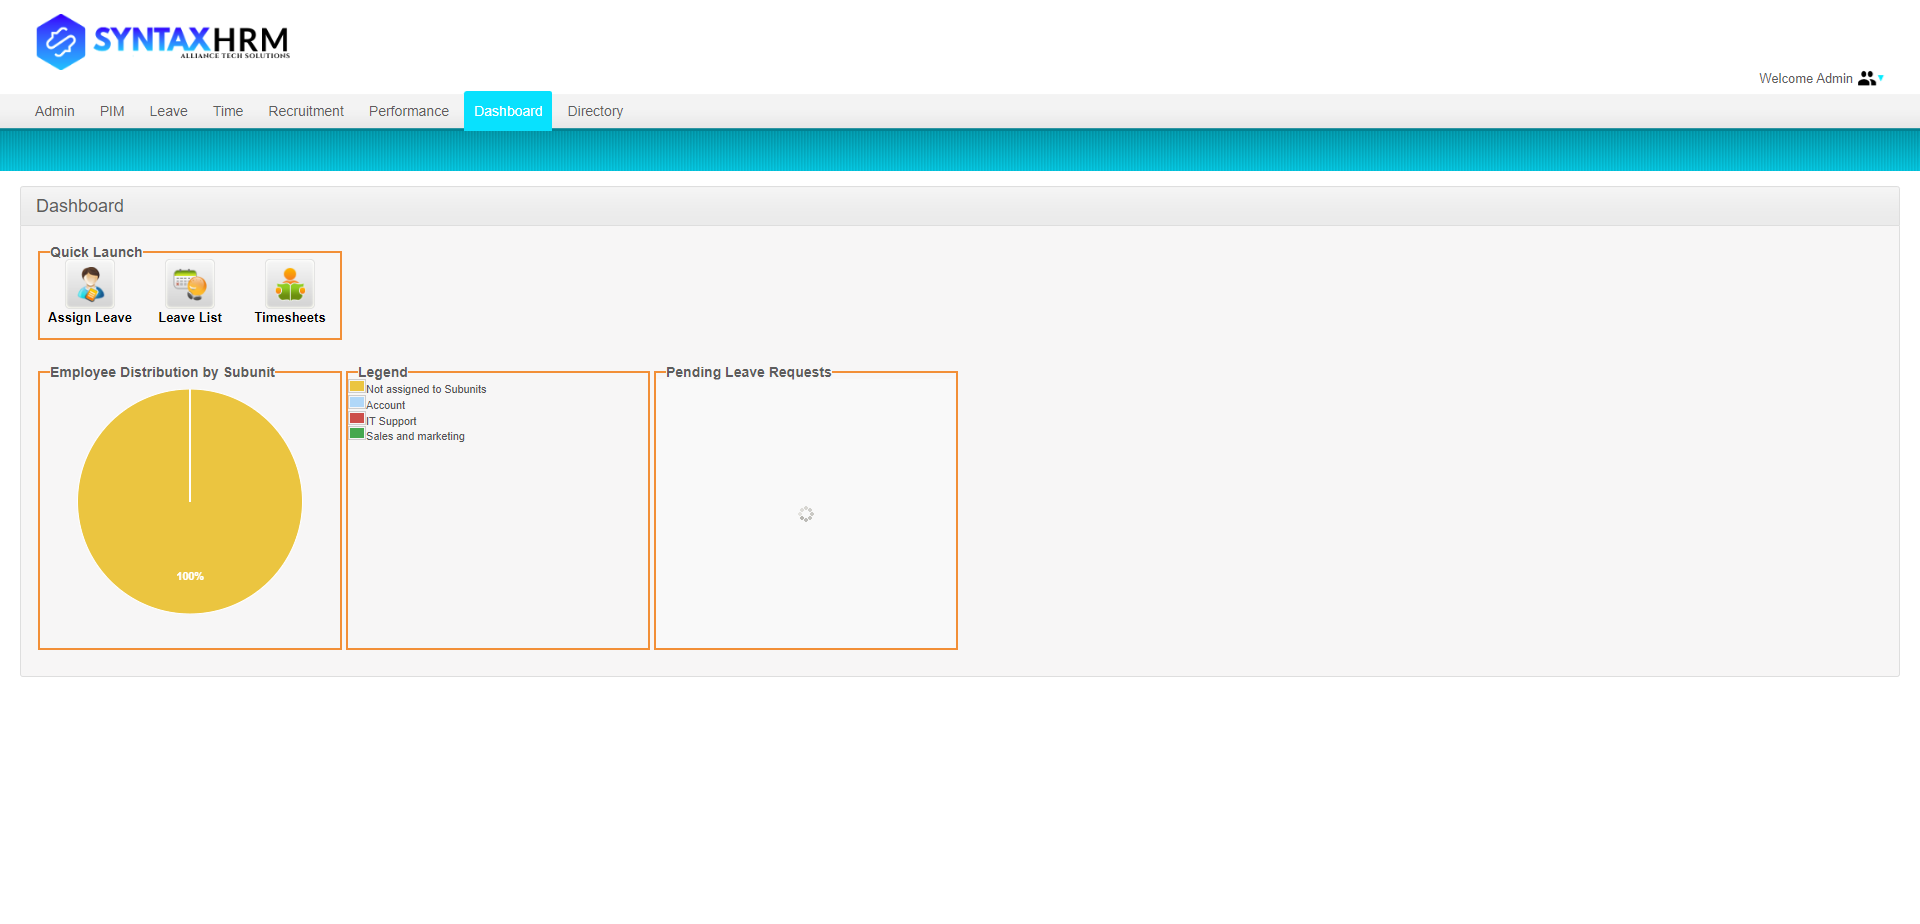 SYNTAXHRM
ALLIANCE TECH SOLUTIONS
Welcome Admin
Admin PIM Leave Time Recruitment Performance Dashboard Directory
Dashboard
Quick Launch
Assign Leave Leave List Timesheets
Employee Distribution by Subunit
100%
Legend
Not assigned to Subunits
Account
IT Support
Sales and marketing
Pending Leave Requests